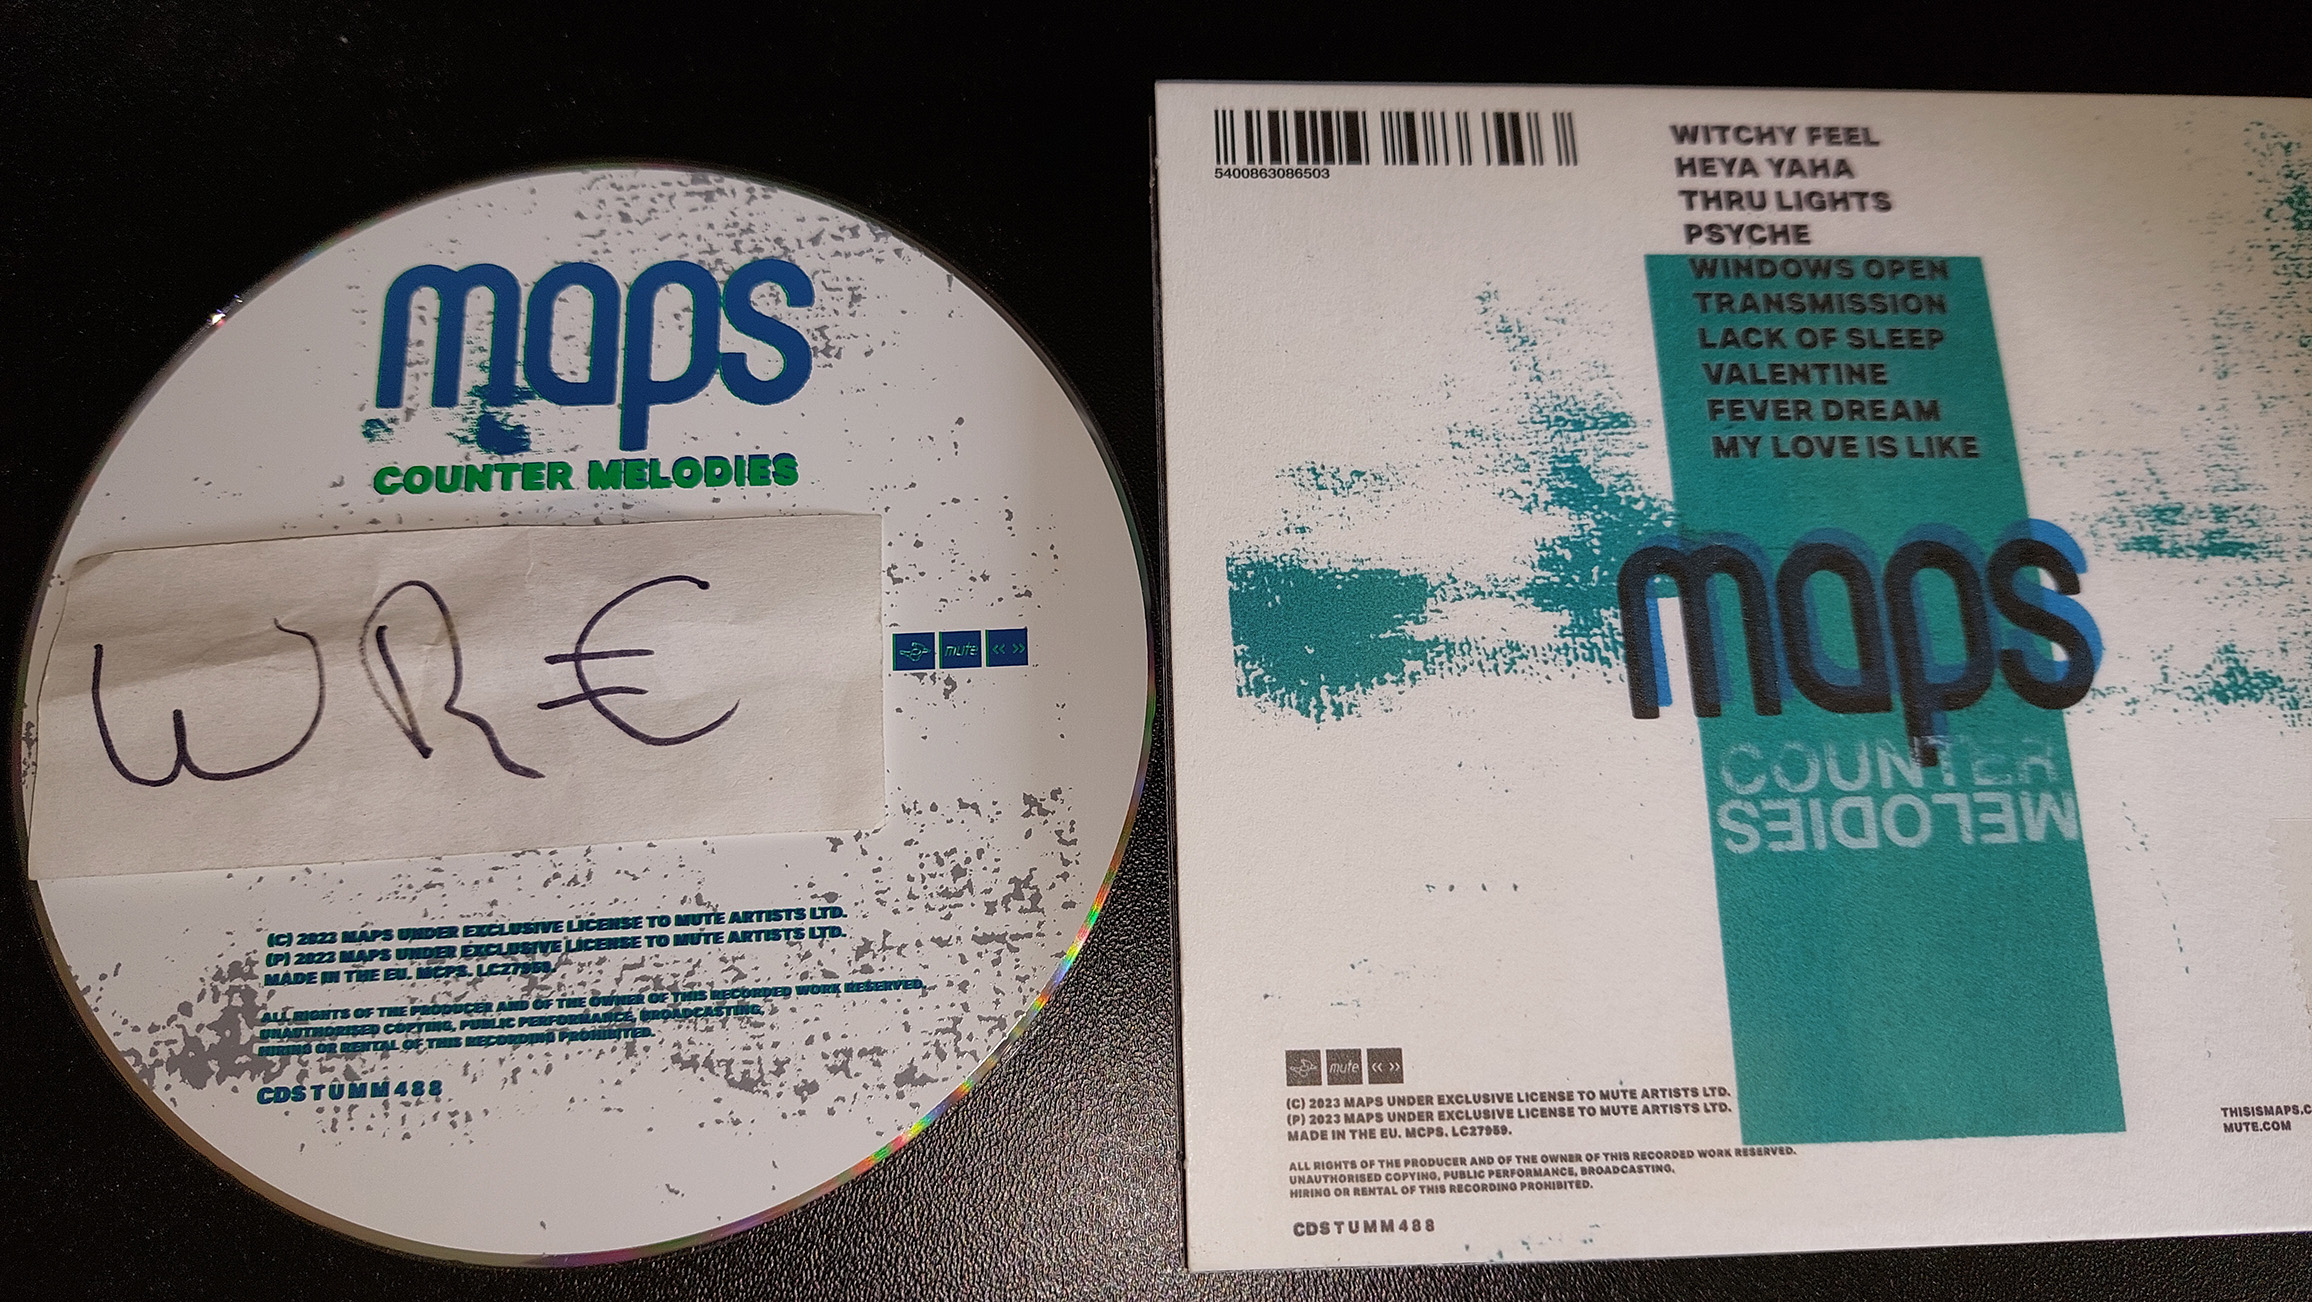 maps
COUNTER MELODIES
WR€
mute
(C) 2023 MAPS UNDER EXCLUSIVE LICENSE TO MUTE ARTISTS LTD.
(P) 2023 MAPS UNDER EXCLUSIVE LICENSE TO MUTE ARTISTS LTD.
MADE IN THE EU. MCPS. LC27959.
ALL RIGHTS OF THE PRODUCER AND OF THE OWNER OF THIS RECORDED WORK RESERVED.
UNAUTHORISED COPYING, PUBLIC PERFORMANCE, BROADCASTING,
HIRING OR RENTAL OF THIS RECORDING PROHIBITED.
CDSTUMM488
5400863086503
WITCHY FEEL
HEYA YAHA
THRU LIGHTS
PSYCHE
WINDOWS OPEN
TRANSMISSION
LACK OF SLEEP
VALENTINE
FEVER DREAM
MY LOVE IS LIKE
maps
COUNTER
MELODIES
mute
(C) 2023 MAPS UNDER EXCLUSIVE LICENSE TO MUTE ARTISTS LTD.
(P) 2023 MAPS UNDER EXCLUSIVE LICENSE TO MUTE ARTISTS LTD.
MADE IN THE EU. MCPS. LC27959.
ALL RIGHTS OF THE PRODUCER AND OF THE OWNER OF THIS RECORDED WORK RESERVED.
UNAUTHORISED COPYING, PUBLIC PERFORMANCE, BROADCASTING,
HIRING OR RENTAL OF THIS RECORDING PROHIBITED.
CDSTUMM488
THISISMAPS.C
MUTE.COM